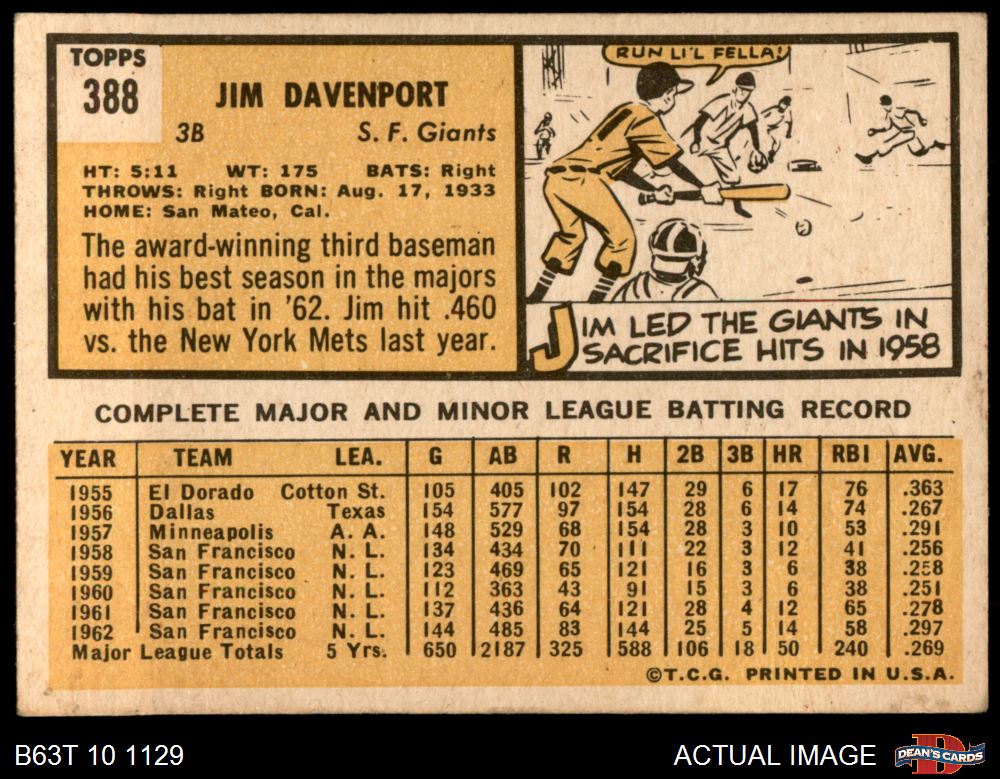 TOPPS
388
JIM DAVENPORT
3B S. F. Giants
HT: 5:11 WT: 175 BATS: Right
THROWS: Right BORN: Aug. 17, 1933
HOME: San Mateo, Cal.
The award-winning third baseman
had his best season in the majors
with his bat in '62. Jim hit .460
vs. the New York Mets last year.
RUN LI'L FELLA!
JIM LED THE GIANTS IN
SACRIFICE HITS IN 1958
COMPLETE MAJOR AND MINOR LEAGUE BATTING RECORD
YEAR TEAM LEA. G AB R H 2B 3B HR RBI AVG.
1955 El Dorado Cotton St. 105 405 102 147 29 6 17 76 .363
1956 Dallas Texas 154 577 97 154 28 6 14 74 .267
1957 Minneapolis A. A. 148 529 68 154 28 3 10 53 .291
1958 San Francisco N. L. 134 434 70 111 22 3 12 41 .256
1959 San Francisco N. L. 123 469 65 121 16 3 6 38 .258
1960 San Francisco N. L. 112 363 43 91 15 3 6 38 .251
1961 San Francisco N. L. 137 436 64 121 28 4 12 65 .278
1962 San Francisco N. L. 144 485 83 144 25 5 14 58 .297
Major League Totals 5 Yrs. 650 2187 325 588 106 18 50 240 .269
©T.C.G. PRINTED IN U.S.A.
B63T 10 1129 ACTUAL IMAGE DEAN'S CARDS